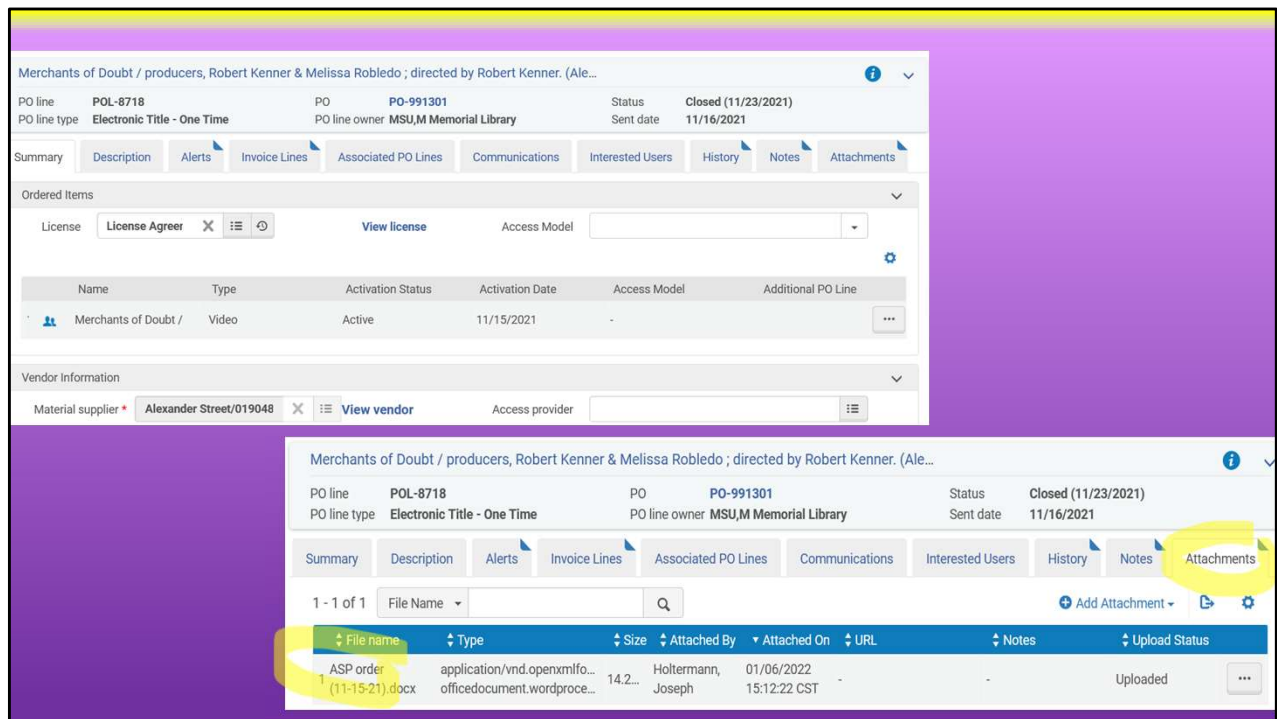 Merchants of Doubt / producers, Robert Kenner & Melissa Robledo ; directed by Robert Kenner. (Ale...
PO line POL-8718 PO PO-991301 Status Closed (11/23/2021)
PO line type Electronic Title - One Time PO line owner MSU,M Memorial Library Sent date 11/16/2021
Summary Description Alerts Invoice Lines Associated PO Lines Communications Interested Users History Notes Attachments
Ordered Items
License License Agreer View license Access Model
Name Type Activation Status Activation Date Access Model Additional PO Line
Merchants of Doubt / Video Active 11/15/2021 -
Vendor Information
Material supplier * Alexander Street/019048 View vendor Access provider
Merchants of Doubt / producers, Robert Kenner & Melissa Robledo ; directed by Robert Kenner. (Ale...
PO line POL-8718 PO PO-991301 Status Closed (11/23/2021)
PO line type Electronic Title - One Time PO line owner MSU,M Memorial Library Sent date 11/16/2021
Summary Description Alerts Invoice Lines Associated PO Lines Communications Interested Users History Notes Attachments
1 - 1 of 1 File Name Add Attachment
File name Type Size Attached By Attached On URL Notes Upload Status
ASP order application/vnd.openxmlfo... Holtermann, 01/06/2022
1 14.2... - - Uploaded
(11-15-21).docx officedocument.wordproce... Joseph 15:12:22 CST